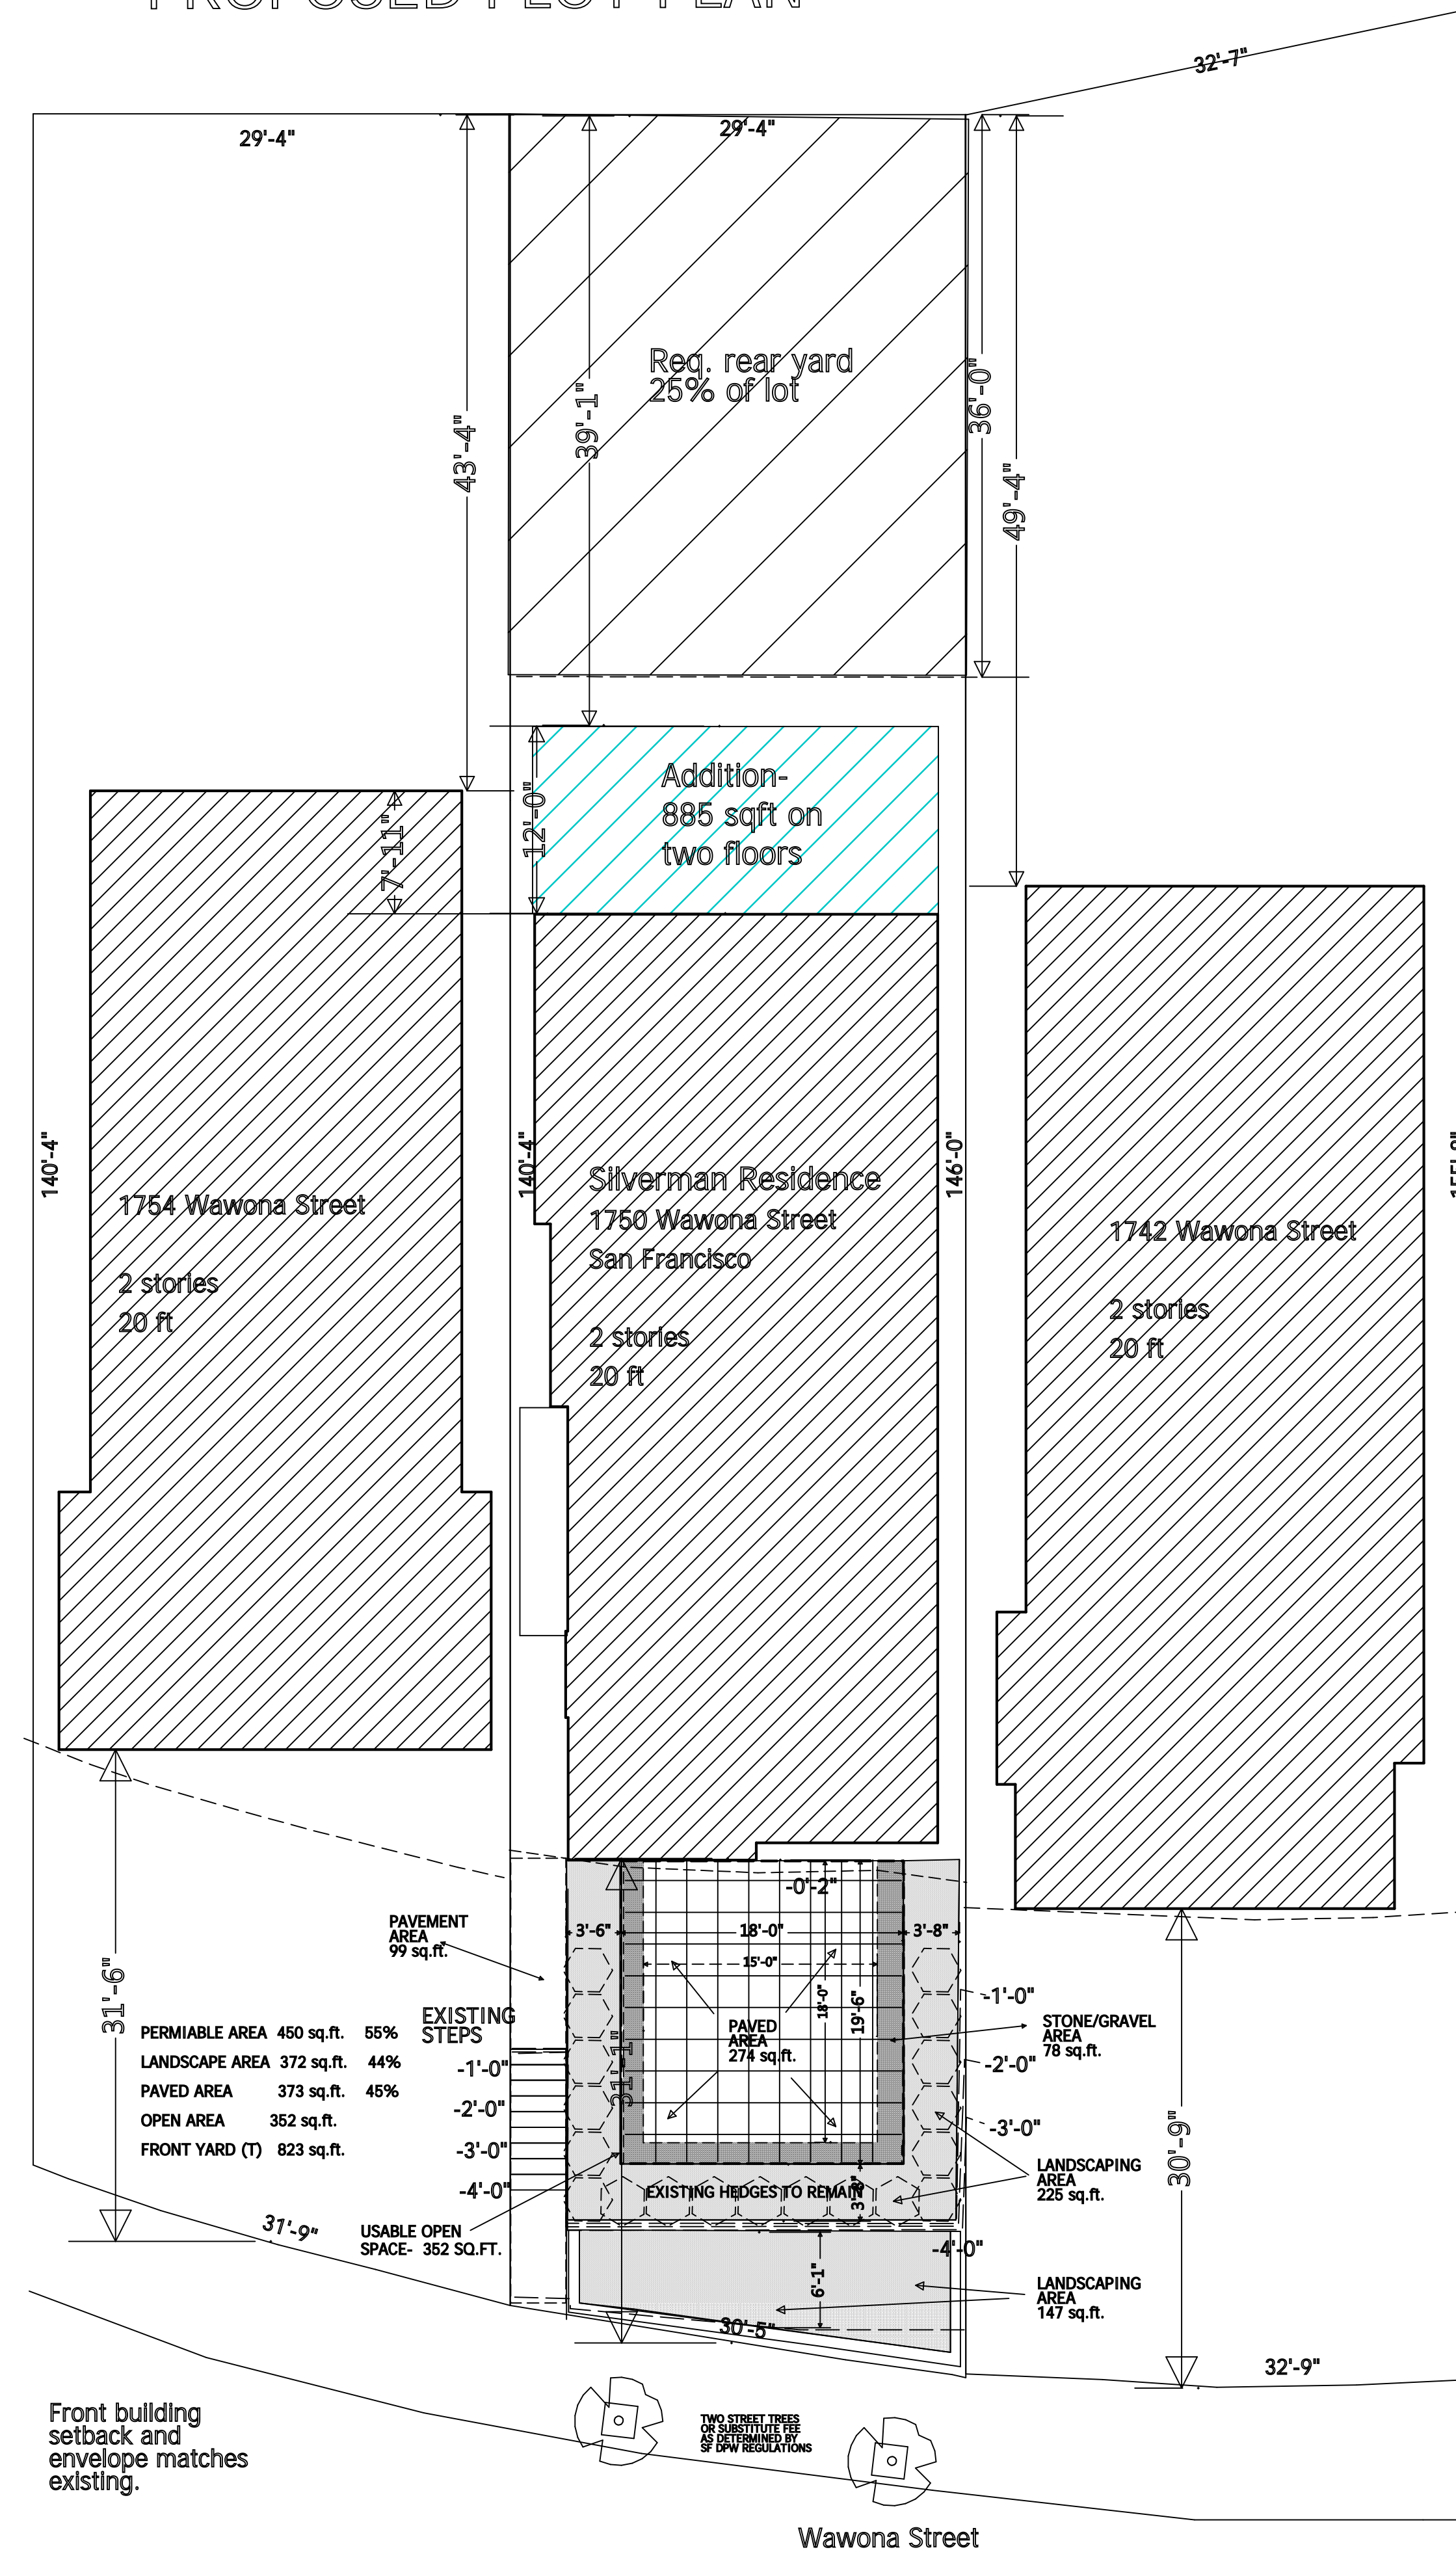 PROPOSED PLOT PLAN
32'-7"
29'-4"
29'-4"
Req. rear yard
25% of lot
36'-0"
39'-1"
43'-4"
49'-4"
Addition-
885 sqft on
two floors
12'-0"
7'-11"
140'-4"
140'-4"
146'-0"
1754 Wawona Street
2 stories
20 ft
Silverman Residence
1750 Wawona Street
San Francisco
2 stories
20 ft
1742 Wawona Street
2 stories
20 ft
-0'-2"
PAVEMENT
AREA
99 sq.ft.
3'-6"
18'-0"
3'-8"
15'-0"
18'-0"
19'-6"
31'-6"
31'-1"
30'-9"
EXISTING
STEPS
PAVED
AREA
274 sq.ft.
-1'-0"
STONE/GRAVEL
AREA
78 sq.ft.
PERMIABLE AREA 450 sq.ft. 55%
LANDSCAPE AREA 372 sq.ft. 44%
PAVED AREA 373 sq.ft. 45%
OPEN AREA 352 sq.ft.
FRONT YARD (T) 823 sq.ft.
-1'-0"
-2'-0"
-3'-0"
-4'-0"
-2'-0"
-3'-0"
LANDSCAPING
AREA
225 sq.ft.
EXISTING HEDGES TO REMAIN
3'-8"
31'-9"
USABLE OPEN
SPACE- 352 SQ.FT.
-4'-0"
6'-1"
LANDSCAPING
AREA
147 sq.ft.
30'-5"
32'-9"
Front building
setback and
envelope matches
existing.
TWO STREET TREES
OR SUBSTITUTE FEE
AS DETERMINED BY
SF DPW REGULATIONS
Wawona Street